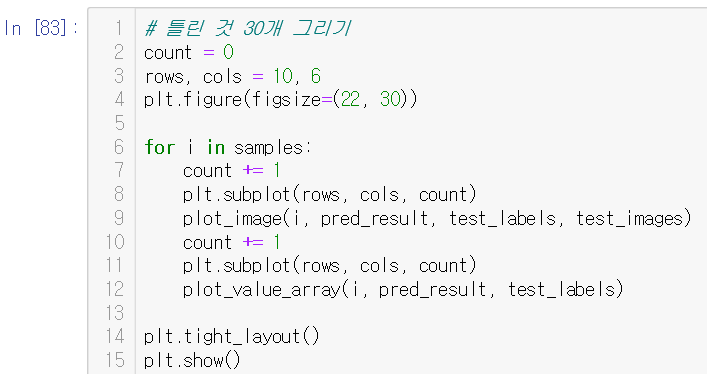 In [83]:
1 # 틀린 것 30개 그리기
2 count = 0
3 rows, cols = 10, 6
4 plt.figure(figsize=(22, 30))
5
6 for i in samples:
7     count += 1
8     plt.subplot(rows, cols, count)
9     plot_image(i, pred_result, test_labels, test_images)
10     count += 1
11     plt.subplot(rows, cols, count)
12     plot_value_array(i, pred_result, test_labels)
13
14 plt.tight_layout()
15 plt.show()